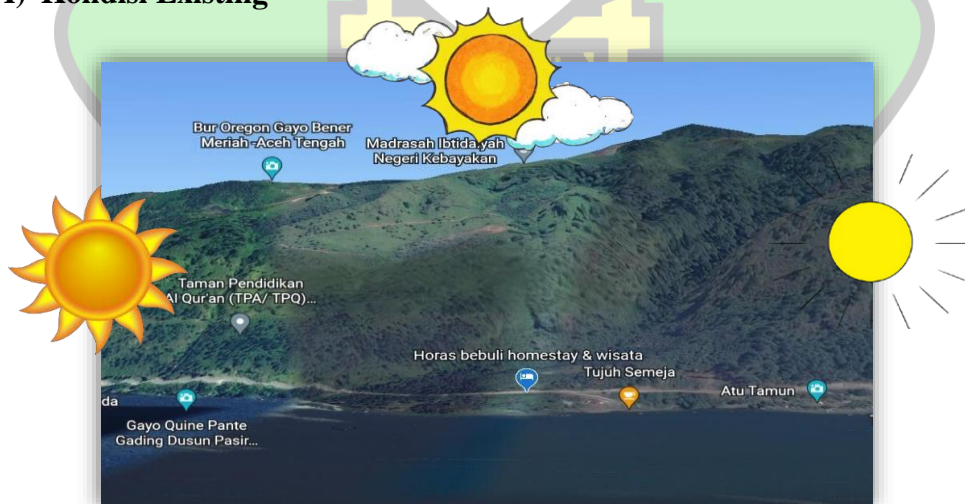 Kondisi Existing
Bur Oregon Gayo Bener
Meriah -Aceh Tengah
Madrasah Ibtidaiyah
Negeri Kebayakan
Taman Pendidikan
Al Qur'an (TPA/ TPQ)...
Horas bebuli homestay & wisata
Tujuh Semeja
Atu Tamun
da
Gayo Quine Pante
Gading Dusun Pasir...